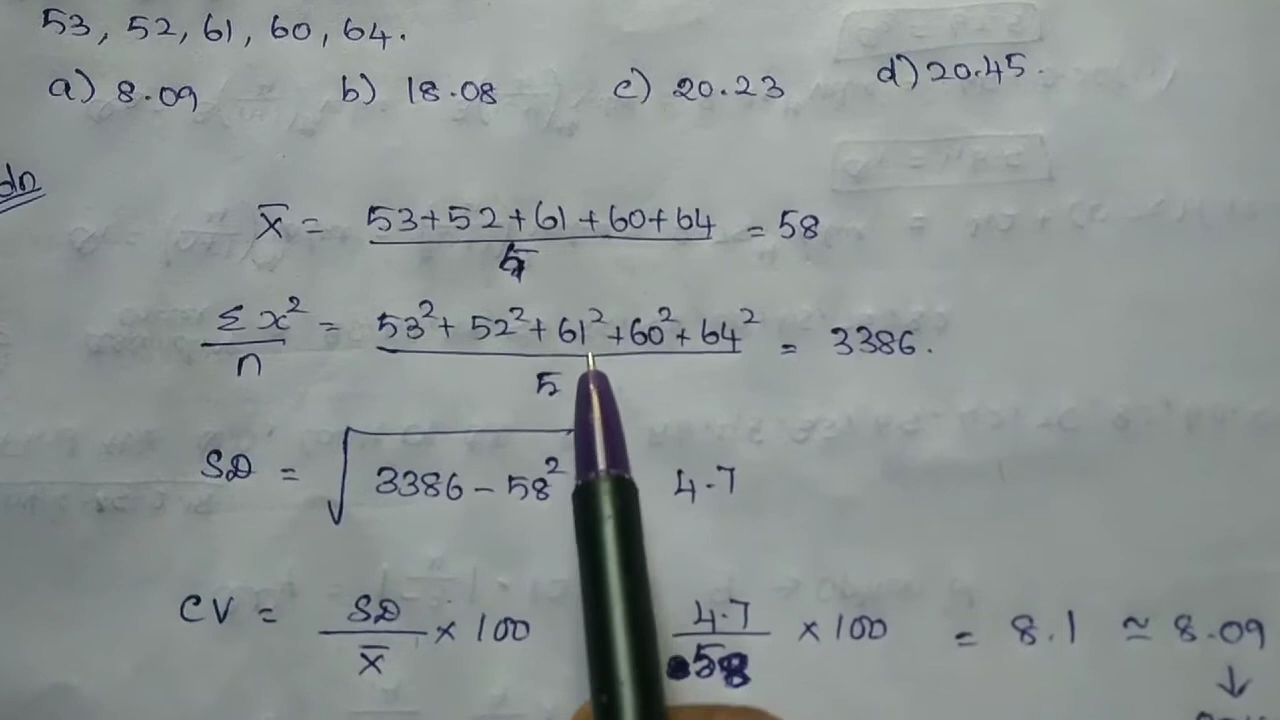 53, 52, 61, 60, 64.
a) 8.09 b) 18.08 c) 20.23 d) 20.45.
x̄ = (53+52+61+60+64)/5 = 58
Σx²/n = (53²+52²+61²+60²+64²)/5 = 3386.
SD = √(3386-58² 4.7
CV = SD/x̄ × 100 4.7/58 × 100 = 8.1 ≃ 8.09
↓